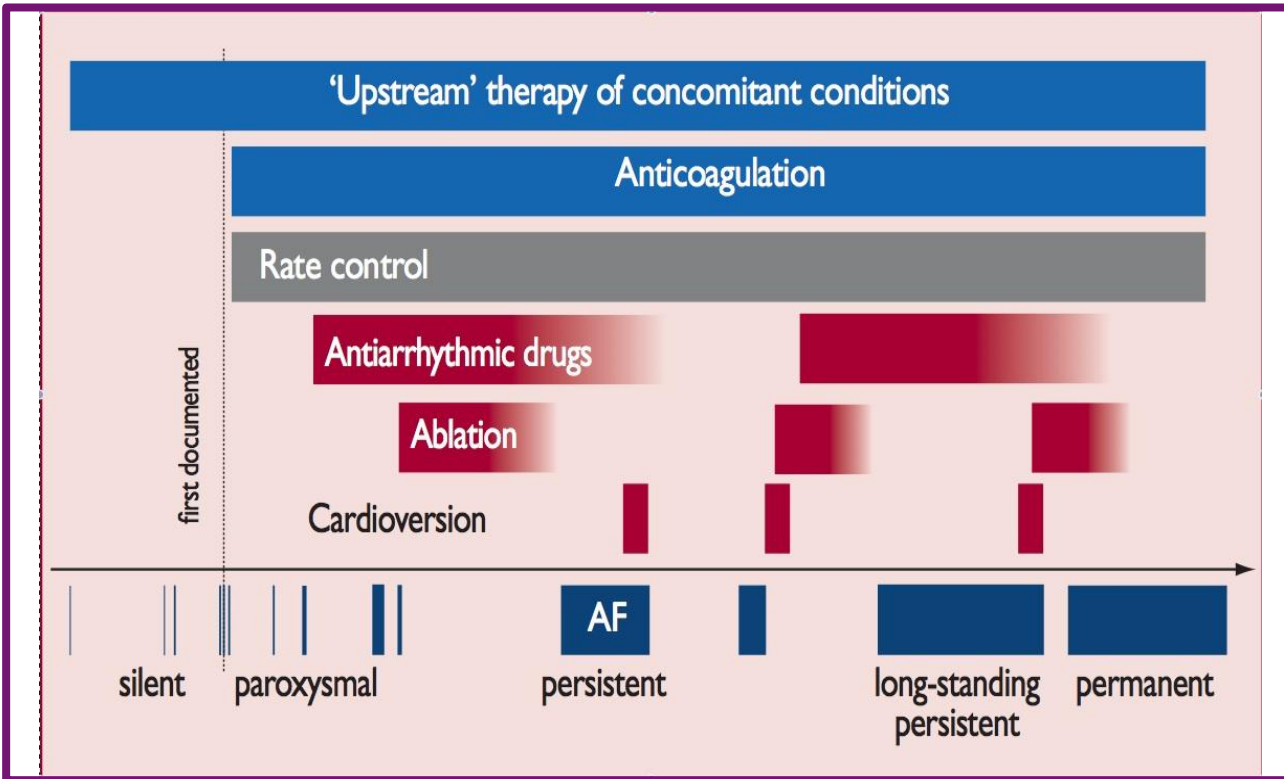 ‘Upstream’ therapy of concomitant conditions
Anticoagulation
Rate control
Antiarrhythmic drugs
Ablation
Cardioversion
first documented
AF
silent
paroxysmal
persistent
long-standing
persistent
permanent